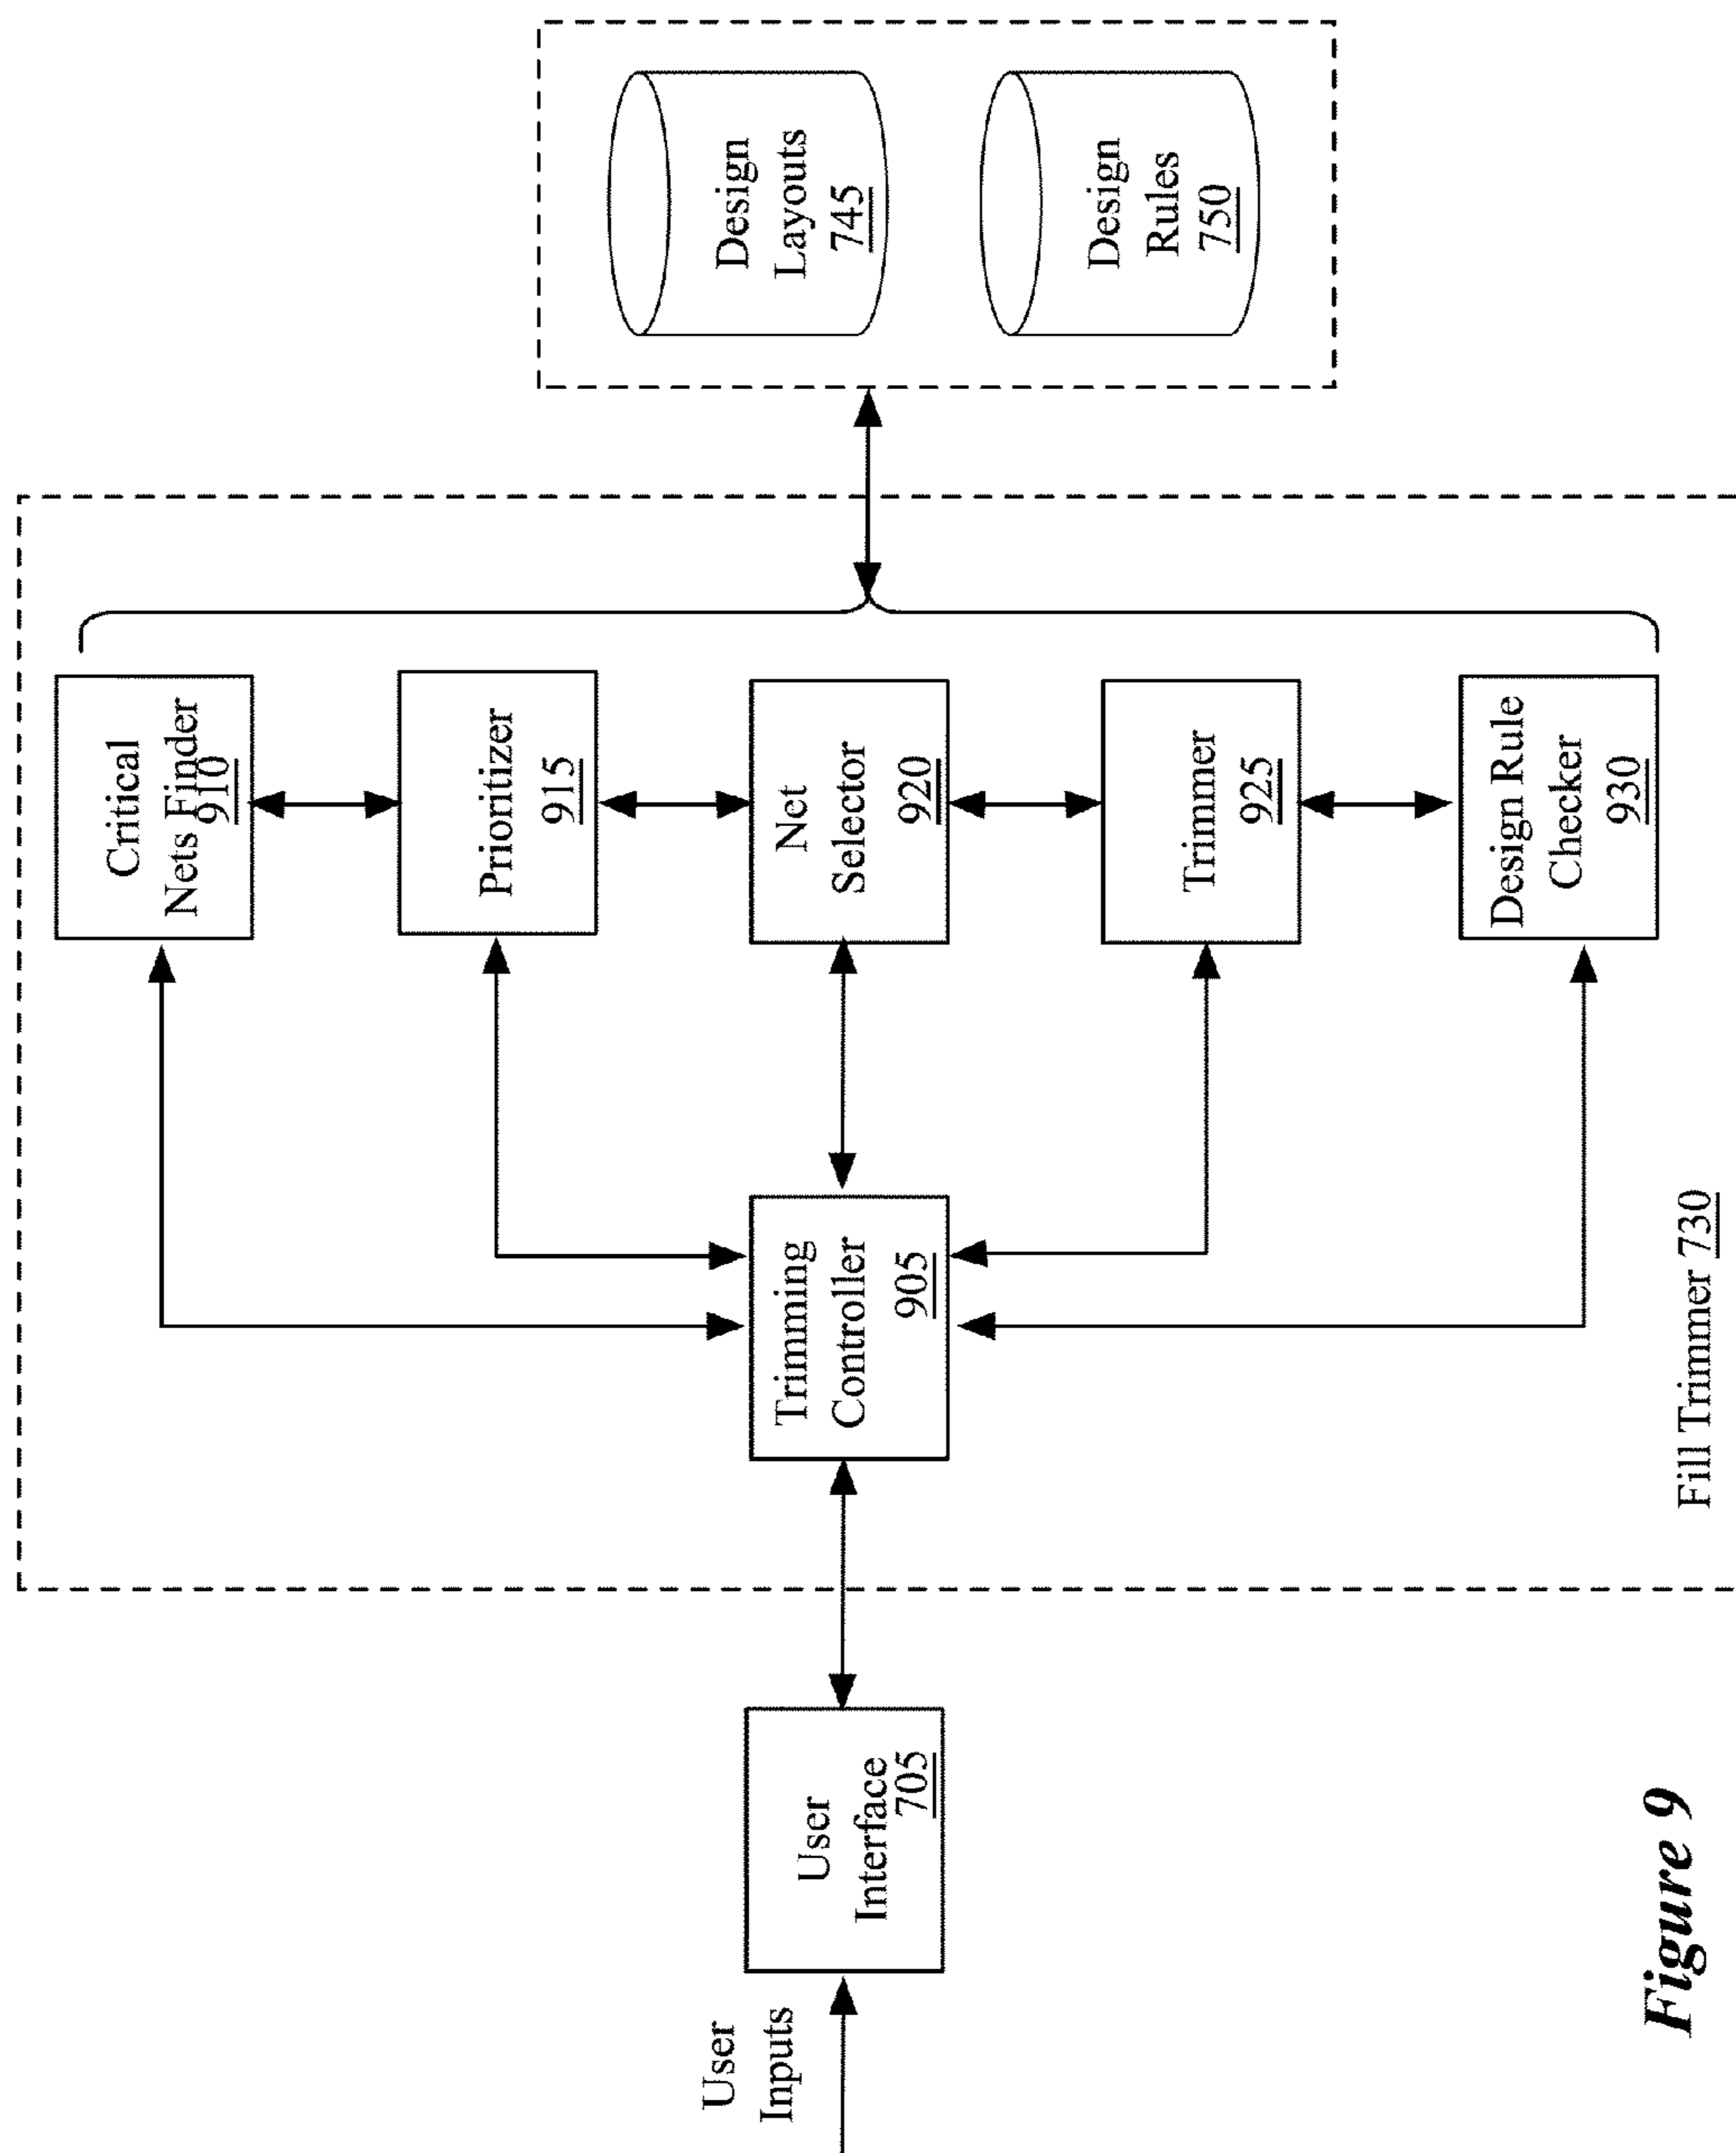 User
Inputs
User
Interface
705
Trimming
Controller
905
Critical
Nets Finder
910
Prioritizer
915
Net
Selector
920
Trimmer
925
Design Rule
Checker
930
Fill Trimmer 730
Design
Layouts
745
Design
Rules
750
Figure 9